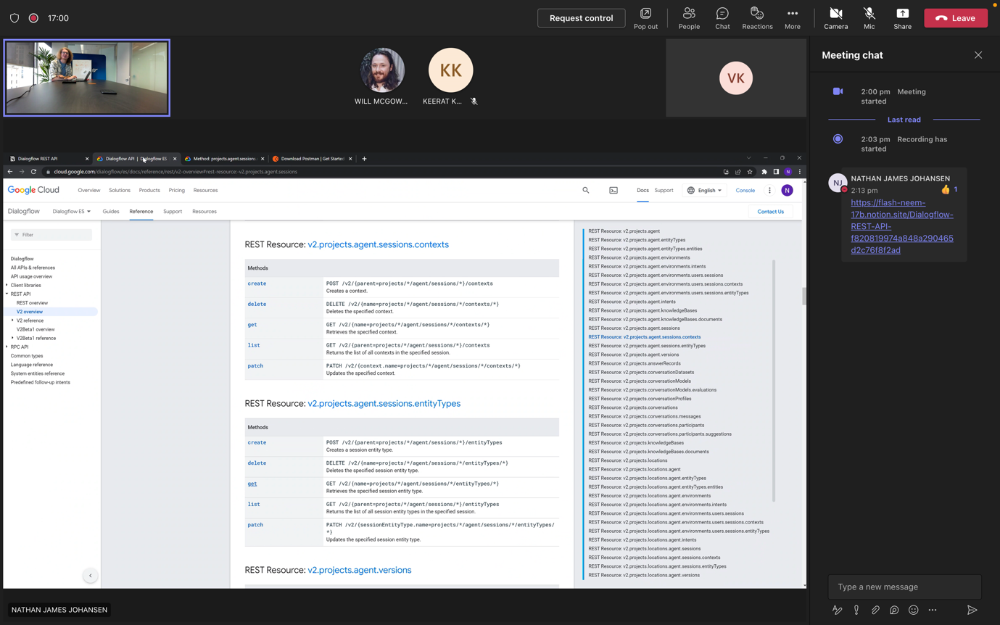 17:00
Request control
Pop out
People
Chat
Reactions
More
Camera
Mic
Share
Leave
WILL MCGOW...
KK
KEERAT K...
VK
Meeting chat
2:00 pm Meeting
started
Last read
2:03 pm Recording has
started
NJ
NATHAN JAMES JOHANSEN
2:13 pm
👍 1
https://flash-neem-
17b.notion.site/Dialogflow-
REST-API-
f820819974a848a290465
d2c76f8f2ad
Type a new message
Dialogflow REST API
Dialogflow API | Dialogflow ES
Method: projects.agent.sessions.
Download Postman | Get Started
cloud.google.com/dialogflow/es/docs/reference/rest/v2-overview#rest-resource:-v2.projects.agent.sessions
N
Google Cloud
Overview
Solutions
Products
Pricing
Resources
Docs
Support
English
Console
N
Dialogflow
Dialogflow ES
Guides
Reference
Support
Resources
Contact Us
Filter
Dialogflow
All APIs & references
API usage overview
Client libraries
REST API
REST overview
V2 overview
V2 reference
V2Beta1 overview
V2Beta1 reference
RPC API
Common types
Language reference
System entities reference
Predefined follow-up intents
REST Resource: v2.projects.agent.sessions.contexts
Methods
create POST /v2/{parent=projects/*/agent/sessions/*}/contexts
Creates a context.
delete DELETE /v2/{name=projects/*/agent/sessions/*/contexts/*}
Deletes the specified context.
get GET /v2/{name=projects/*/agent/sessions/*/contexts/*}
Retrieves the specified context.
list GET /v2/{parent=projects/*/agent/sessions/*}/contexts
Returns the list of all contexts in the specified session.
patch PATCH /v2/{context.name=projects/*/agent/sessions/*/contexts/*}
Updates the specified context.
REST Resource: v2.projects.agent.sessions.entityTypes
Methods
create POST /v2/{parent=projects/*/agent/sessions/*}/entityTypes
Creates a session entity type.
delete DELETE /v2/{name=projects/*/agent/sessions/*/entityTypes/*}
Deletes the specified session entity type.
get GET /v2/{name=projects/*/agent/sessions/*/entityTypes/*}
Retrieves the specified session entity type.
list GET /v2/{parent=projects/*/agent/sessions/*}/entityTypes
Returns the list of all session entity types in the specified session.
patch PATCH /v2/{sessionEntityType.name=projects/*/agent/sessions/*/entityTypes/
*}
Updates the specified session entity type.
REST Resource: v2.projects.agent.versions
REST Resource: v2.projects.agent
REST Resource: v2.projects.agent.entityTypes
REST Resource: v2.projects.agent.entityTypes.entities
REST Resource: v2.projects.agent.environments
REST Resource: v2.projects.agent.environments.intents
REST Resource: v2.projects.agent.environments.users.sessions
REST Resource: v2.projects.agent.environments.users.sessions.contexts
REST Resource: v2.projects.agent.environments.users.sessions.entityTypes
REST Resource: v2.projects.agent.intents
REST Resource: v2.projects.agent.knowledgeBases
REST Resource: v2.projects.agent.knowledgeBases.documents
REST Resource: v2.projects.agent.sessions
REST Resource: v2.projects.agent.sessions.contexts
REST Resource: v2.projects.agent.sessions.entityTypes
REST Resource: v2.projects.agent.versions
REST Resource: v2.projects.answerRecords
REST Resource: v2.projects.conversationDatasets
REST Resource: v2.projects.conversationModels
REST Resource: v2.projects.conversationModels.evaluations
REST Resource: v2.projects.conversationProfiles
REST Resource: v2.projects.conversations
REST Resource: v2.projects.conversations.messages
REST Resource: v2.projects.conversations.participants
REST Resource: v2.projects.conversations.participants.suggestions
REST Resource: v2.projects.knowledgeBases
REST Resource: v2.projects.knowledgeBases.documents
REST Resource: v2.projects.locations
REST Resource: v2.projects.locations.agent
REST Resource: v2.projects.locations.agent.entityTypes
REST Resource: v2.projects.locations.agent.entityTypes.entities
REST Resource: v2.projects.locations.agent.environments
REST Resource: v2.projects.locations.agent.environments.intents
REST Resource: v2.projects.locations.agent.environments.users.sessions
REST Resource: v2.projects.locations.agent.environments.users.sessions.contexts
REST Resource: v2.projects.locations.agent.environments.users.sessions.entityTypes
REST Resource: v2.projects.locations.agent.intents
REST Resource: v2.projects.locations.agent.sessions
REST Resource: v2.projects.locations.agent.sessions.contexts
REST Resource: v2.projects.locations.agent.sessions.entityTypes
REST Resource: v2.projects.locations.agent.versions
NATHAN JAMES JOHANSEN